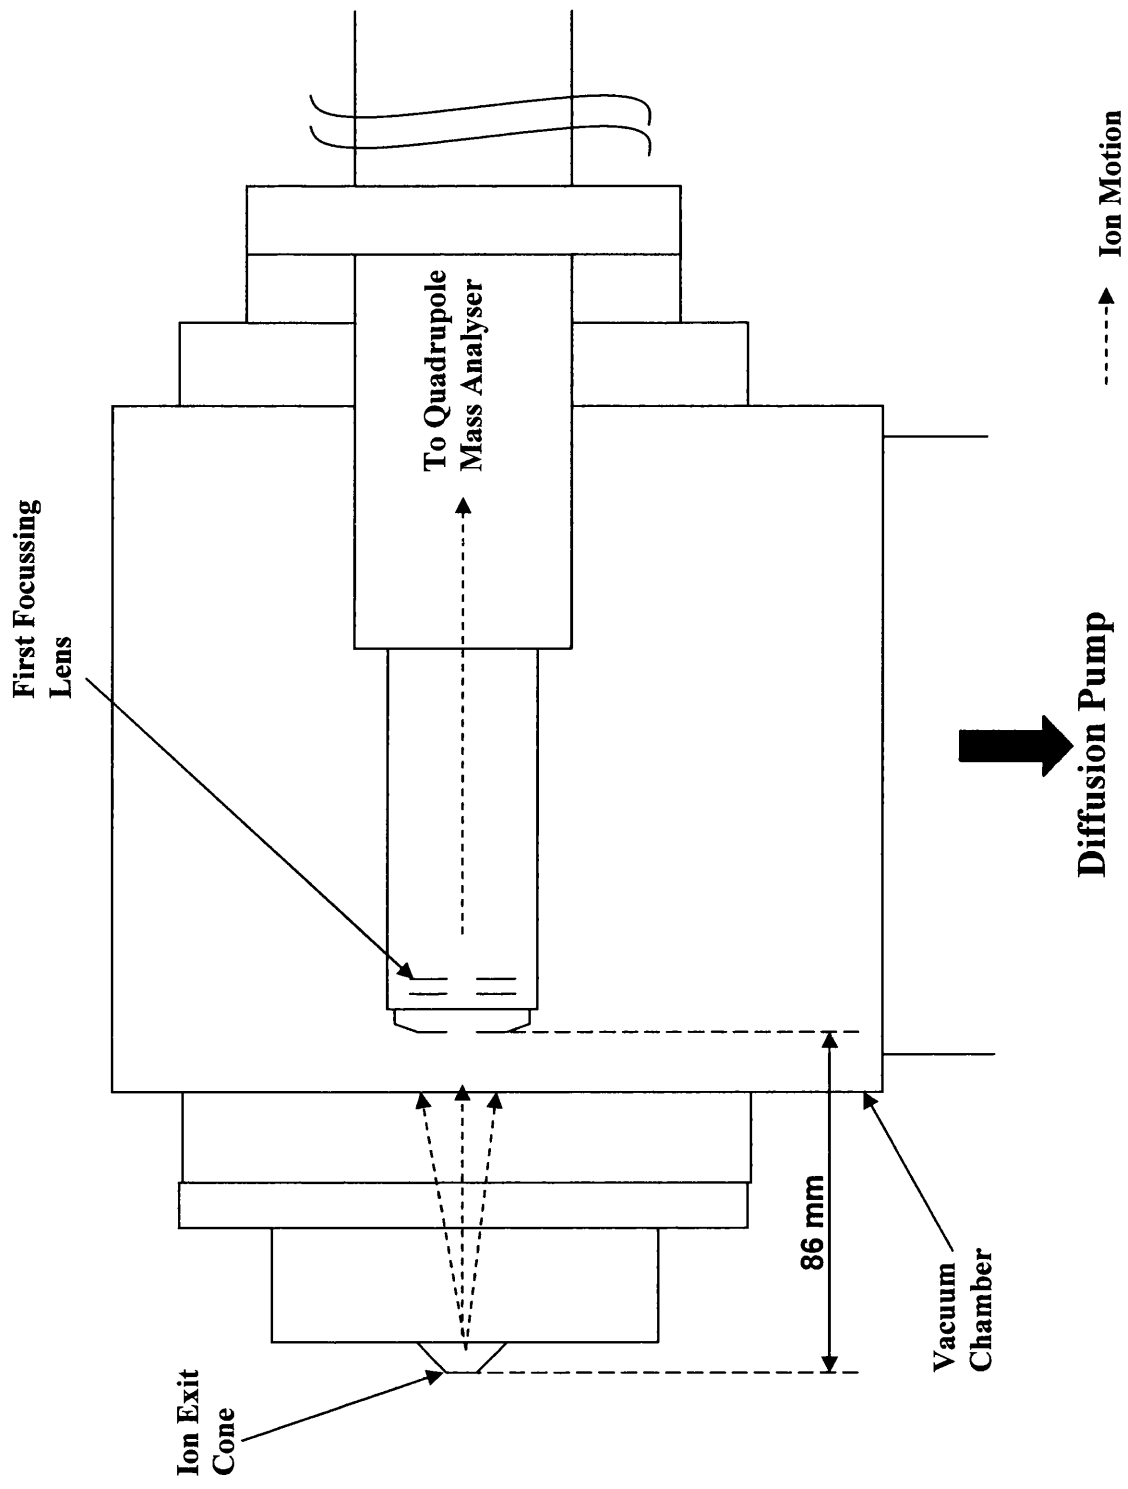 First Focussing
Lens
To Quadrupole
Mass Analyser
Ion Motion
Ion Exit
Cone
86 mm
Vacuum
Chamber
Diffusion Pump